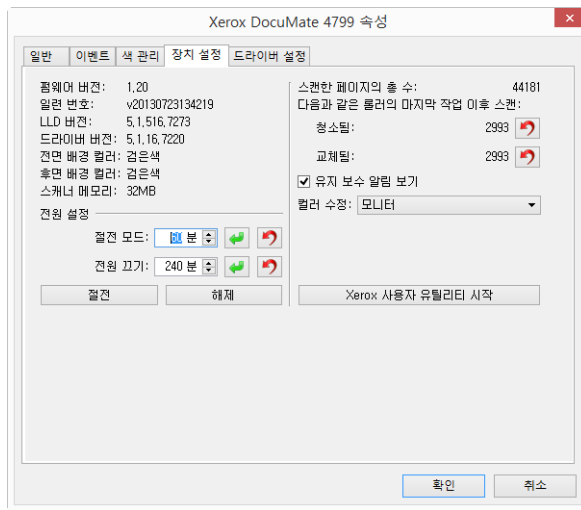 Xerox DocuMate 4799 속성
일반 이벤트 색 관리 장치 설정 드라이버 설정
펌웨어 버전: 1.20
일련 번호: v20130723134219
LLD 버전: 5.1.516.7273
드라이버 버전: 5.1.16.7220
전면 배경 컬러: 검은색
후면 배경 컬러: 검은색
스캐너 메모리: 32MB
전원 설정
절전 모드: 60 분
전원 끄기: 240 분
절전 해제
스캔한 페이지의 총 수: 44181
다음과 같은 롤러의 마지막 작업 이후 스캔:
청소됨: 2993
교체됨: 2993
유지 보수 알림 보기
컬러 수정: 모니터
Xerox 사용자 유틸리티 시작
확인 취소